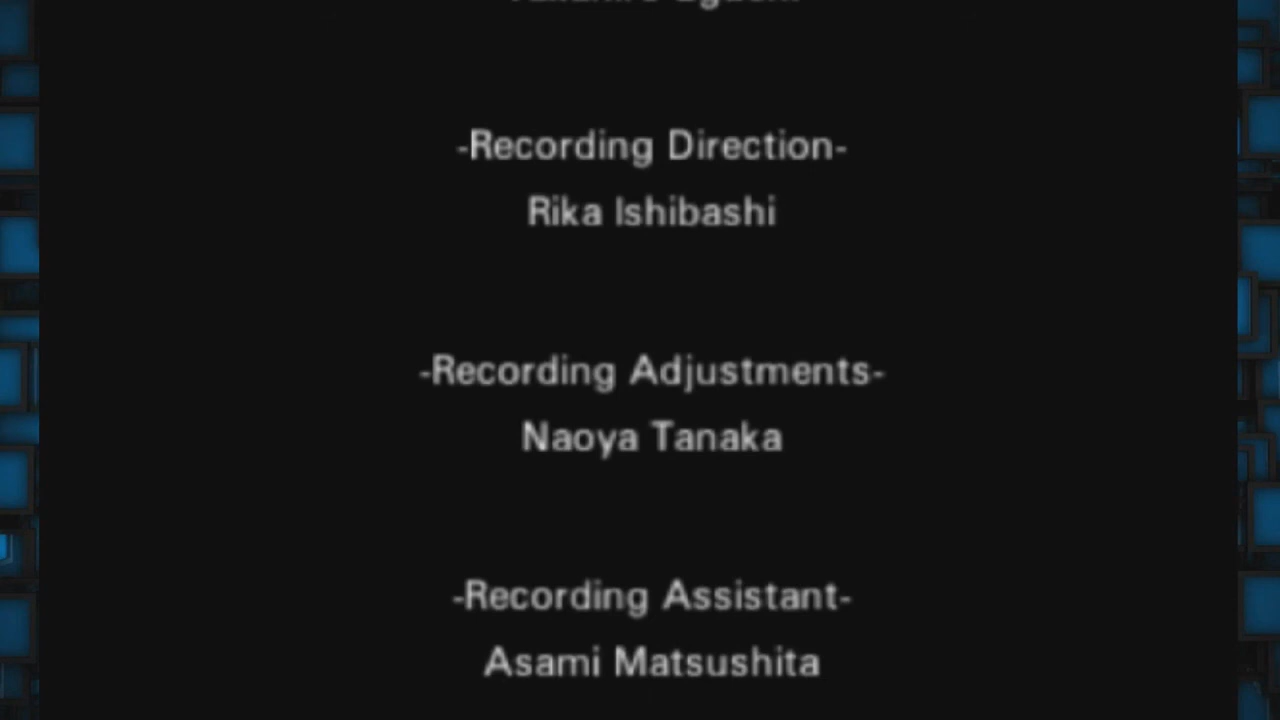 -Recording Direction-
Rika Ishibashi
-Recording Adjustments-
Naoya Tanaka
-Recording Assistant-
Asami Matsushita